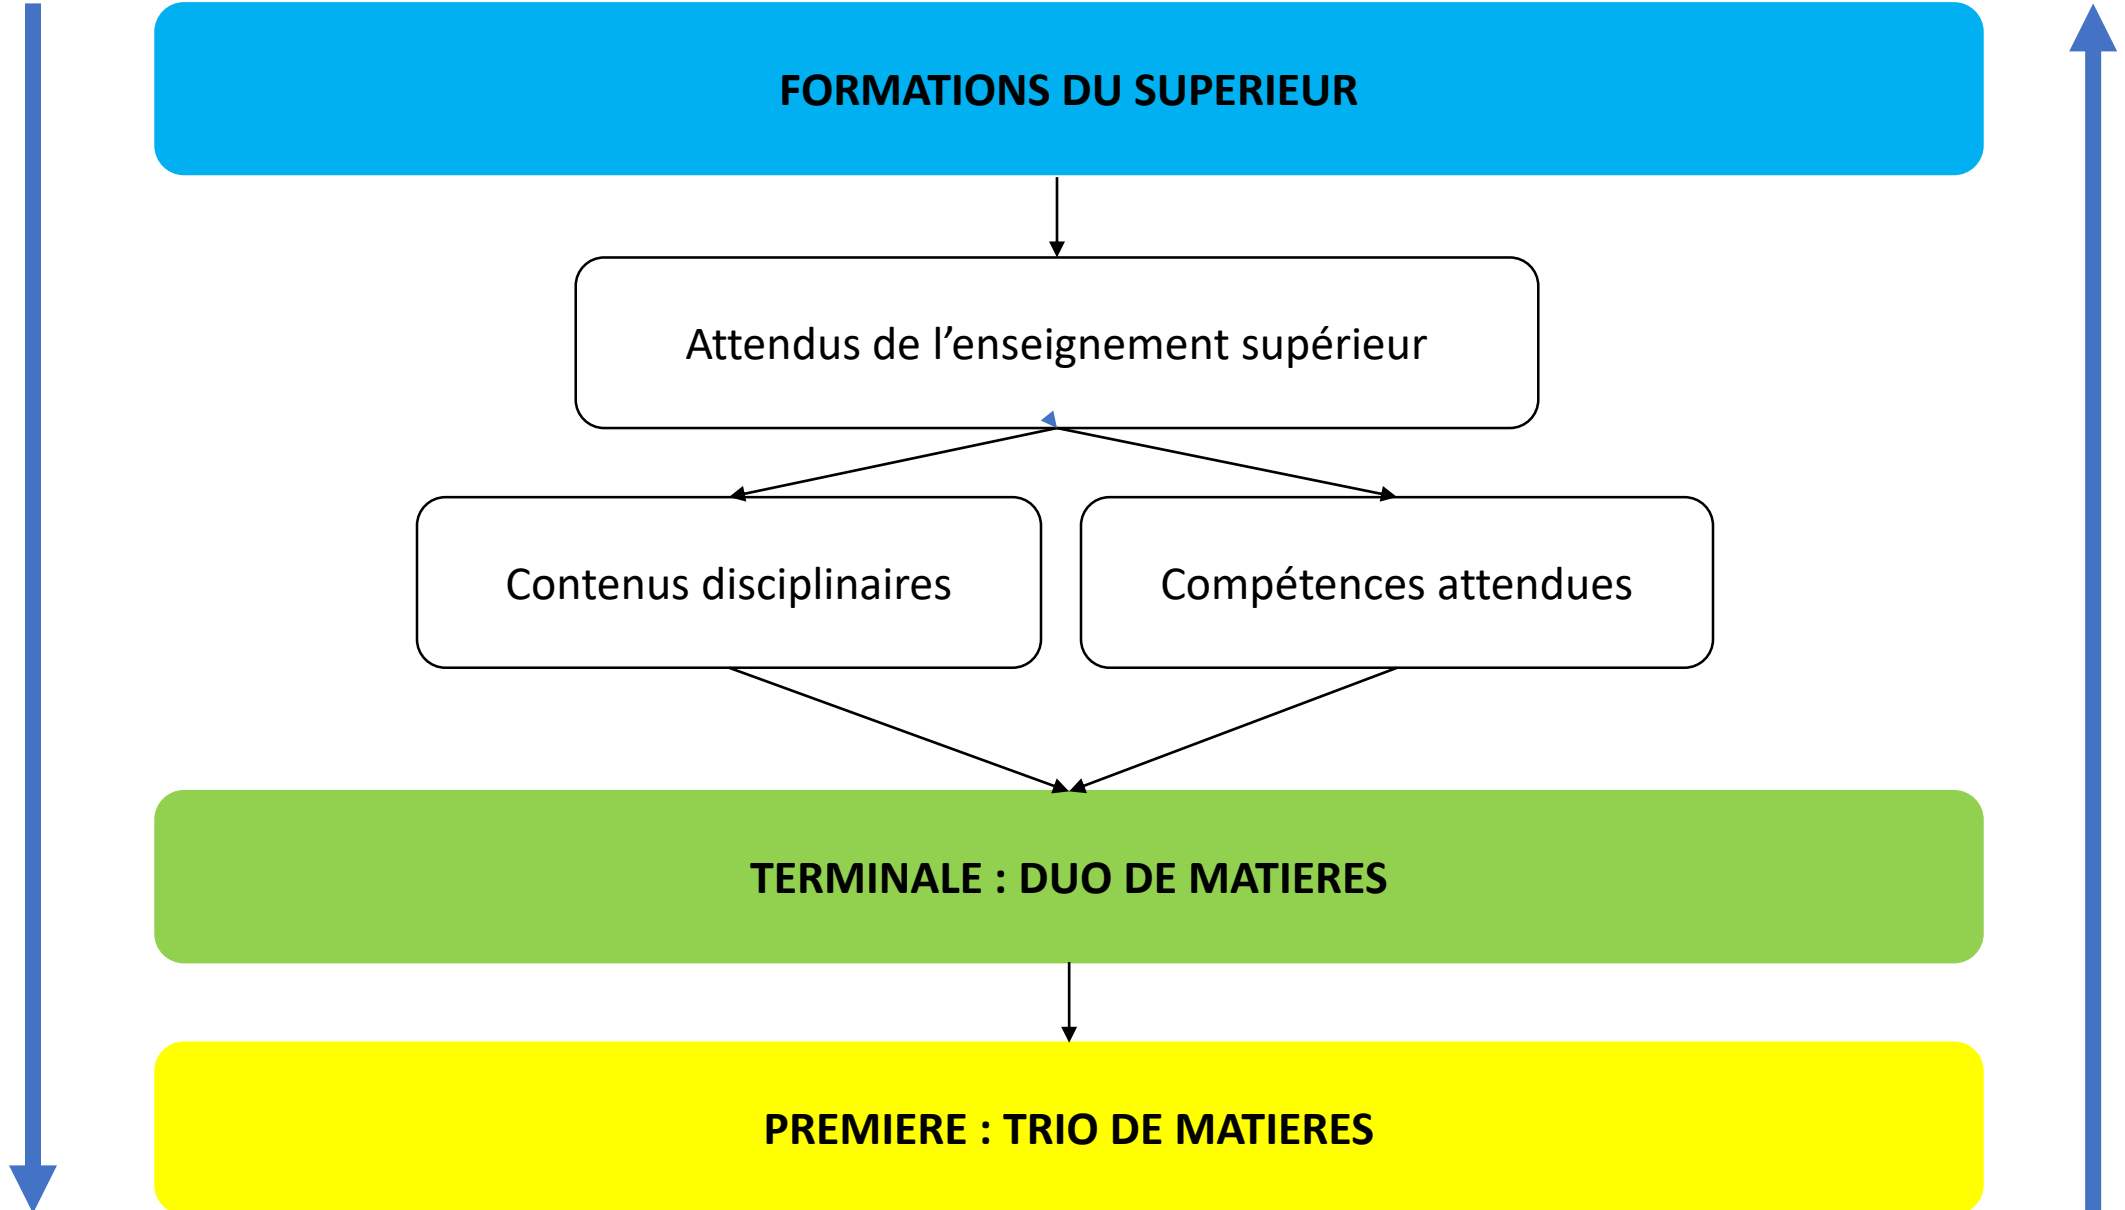 FORMATIONS DU SUPERIEUR
Attendus de l’enseignement supérieur
Contenus disciplinaires
Compétences attendues
TERMINALE : DUO DE MATIERES
PREMIERE : TRIO DE MATIERES